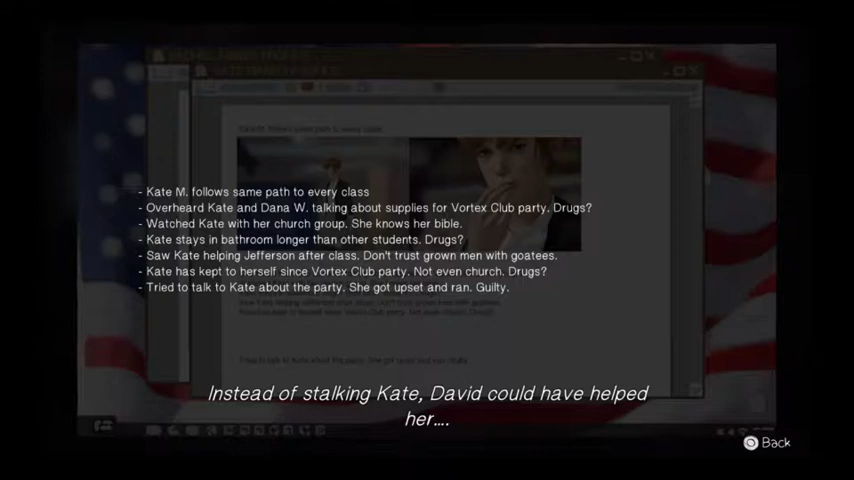 - Kate M. follows same path to every class
- Overheard Kate and Dana W. talking about supplies for Vortex Club party. Drugs?
- Watched Kate with her church group. She knows her bible.
- Kate stays in bathroom longer than other students. Drugs?
- Saw Kate helping Jefferson after class. Don't trust grown men with goatees.
- Kate has kept to herself since Vortex Club party. Not even church. Drugs?
- Tried to talk to Kate about the party. She got upset and ran. Guilty.
Instead of stalking Kate, David could have helped
her....
Back